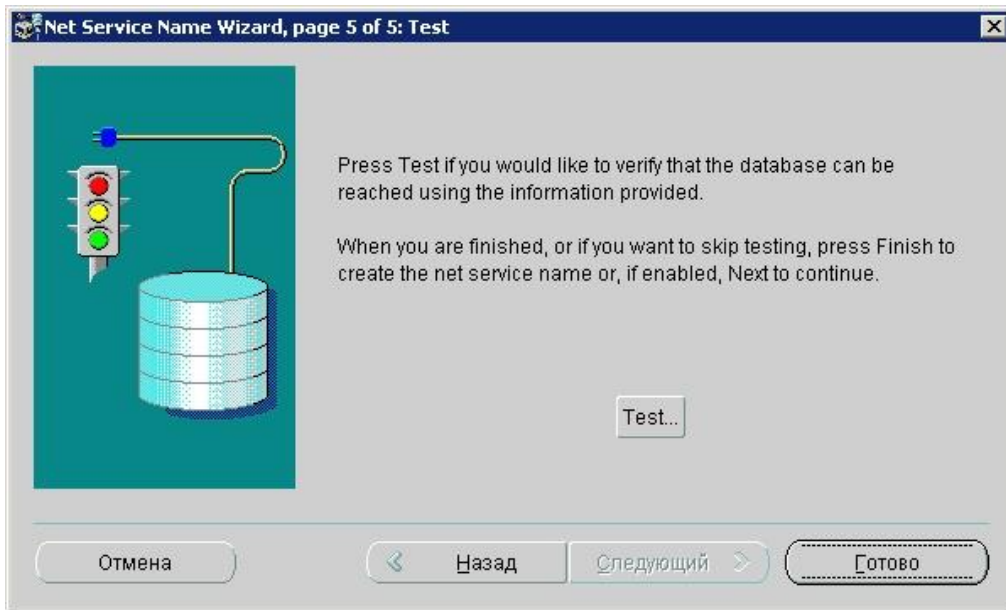 Net Service Name Wizard, page 5 of 5: Test
Press Test if you would like to verify that the database can be
reached using the information provided.
When you are finished, or if you want to skip testing, press Finish to
create the net service name or, if enabled, Next to continue.
Test...
Отмена
Назад
Следующий
Готово